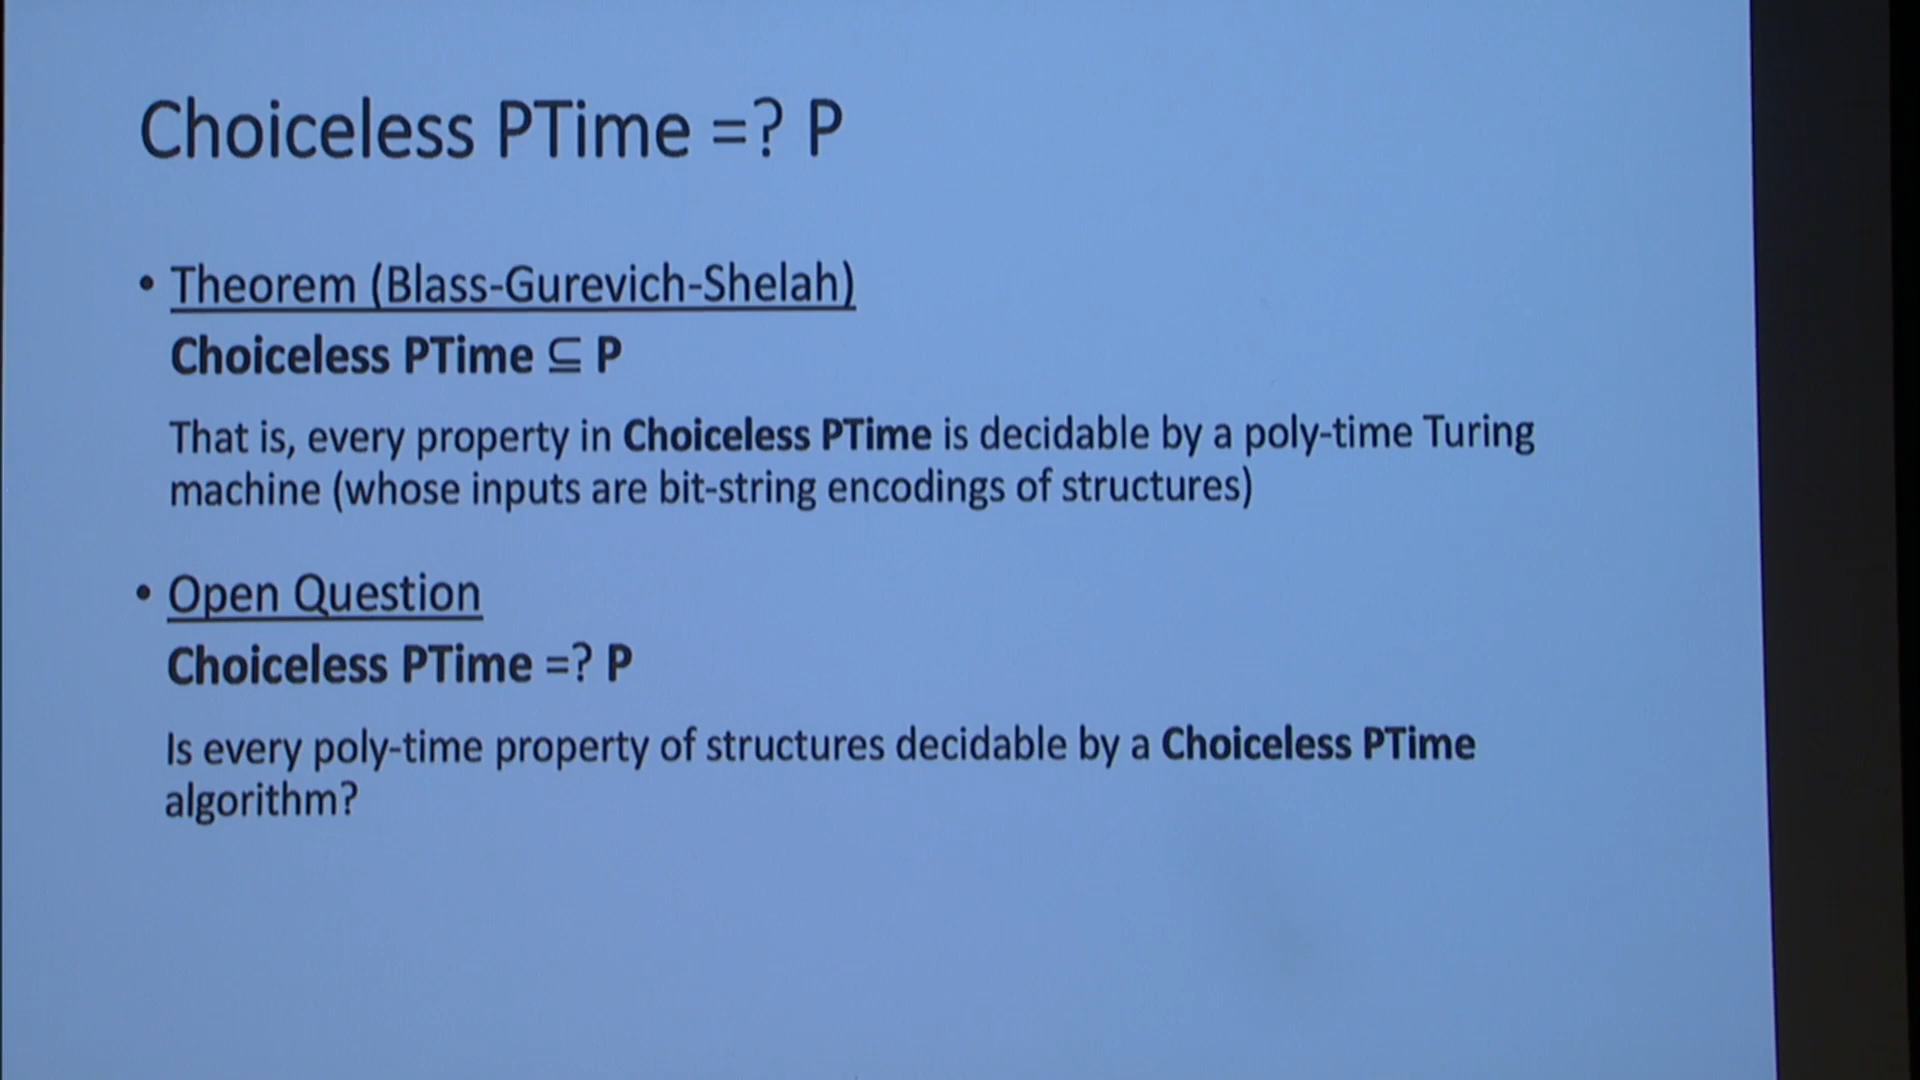 Choiceless PTime =? P
• Theorem (Blass-Gurevich-Shelah)
Choiceless PTime ⊆ P
That is, every property in Choiceless PTime is decidable by a poly-time Turing
machine (whose inputs are bit-string encodings of structures)
• Open Question
Choiceless PTime =? P
Is every poly-time property of structures decidable by a Choiceless PTime
algorithm?